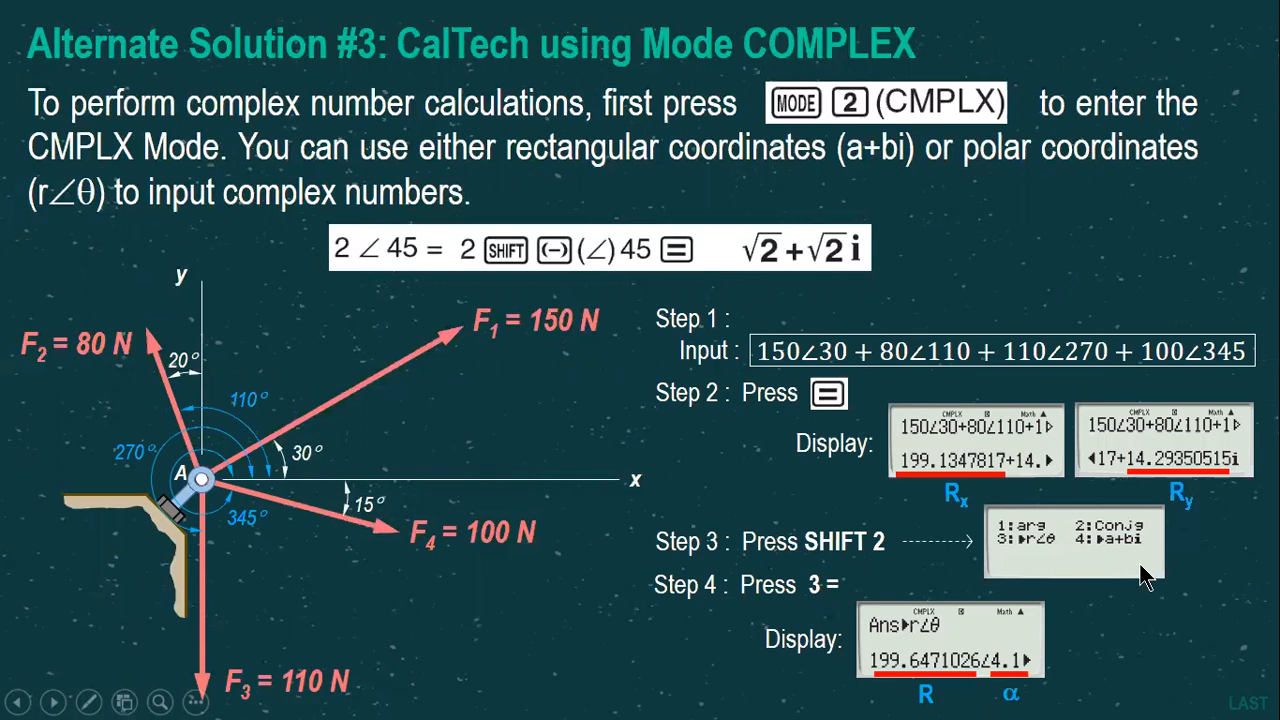 Alternate Solution #3: CalTech using Mode COMPLEX
To perform complex number calculations, first press MODE 2 (CMPLX) to enter the
CMPLX Mode. You can use either rectangular coordinates (a+bi) or polar coordinates
(r∠θ) to input complex numbers.
2 ∠ 45 = 2 SHIFT (−) (∠) 45 = √2 + √2 i
y
F1 = 150 N
F2 = 80 N
20°
110°
270°
30°
A
x
15°
345°
F4 = 100 N
F3 = 110 N
Step 1 :
Input : 150∠30 + 80∠110 + 110∠270 + 100∠345
Step 2 : Press =
Display:
CMPLX D Math ▲
150∠30+80∠110+1▷
199.1347817+14.▶
Rx
CMPLX D Math ▲
150∠30+80∠110+1▷
◀17+14.29350515i
Ry
Step 3 : Press SHIFT 2
1:arg 2:Conjg
3:▶r∠θ 4:▶a+bi
Step 4 : Press 3 =
Display:
CMPLX D Math ▲
Ans▶r∠θ
199.6471026∠4.1▶
R α
LAST